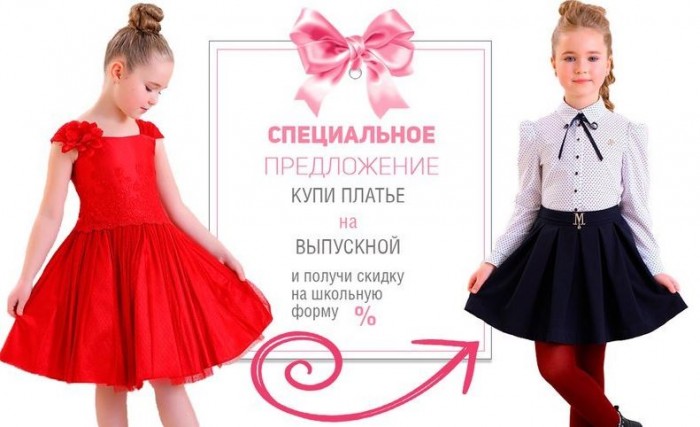 СПЕЦИАЛЬНОЕ
ПРЕДЛОЖЕНИЕ
КУПИ ПЛАТЬЕ
на
ВЫПУСКНОЙ
и получи скидку
на школьную
форму %
M